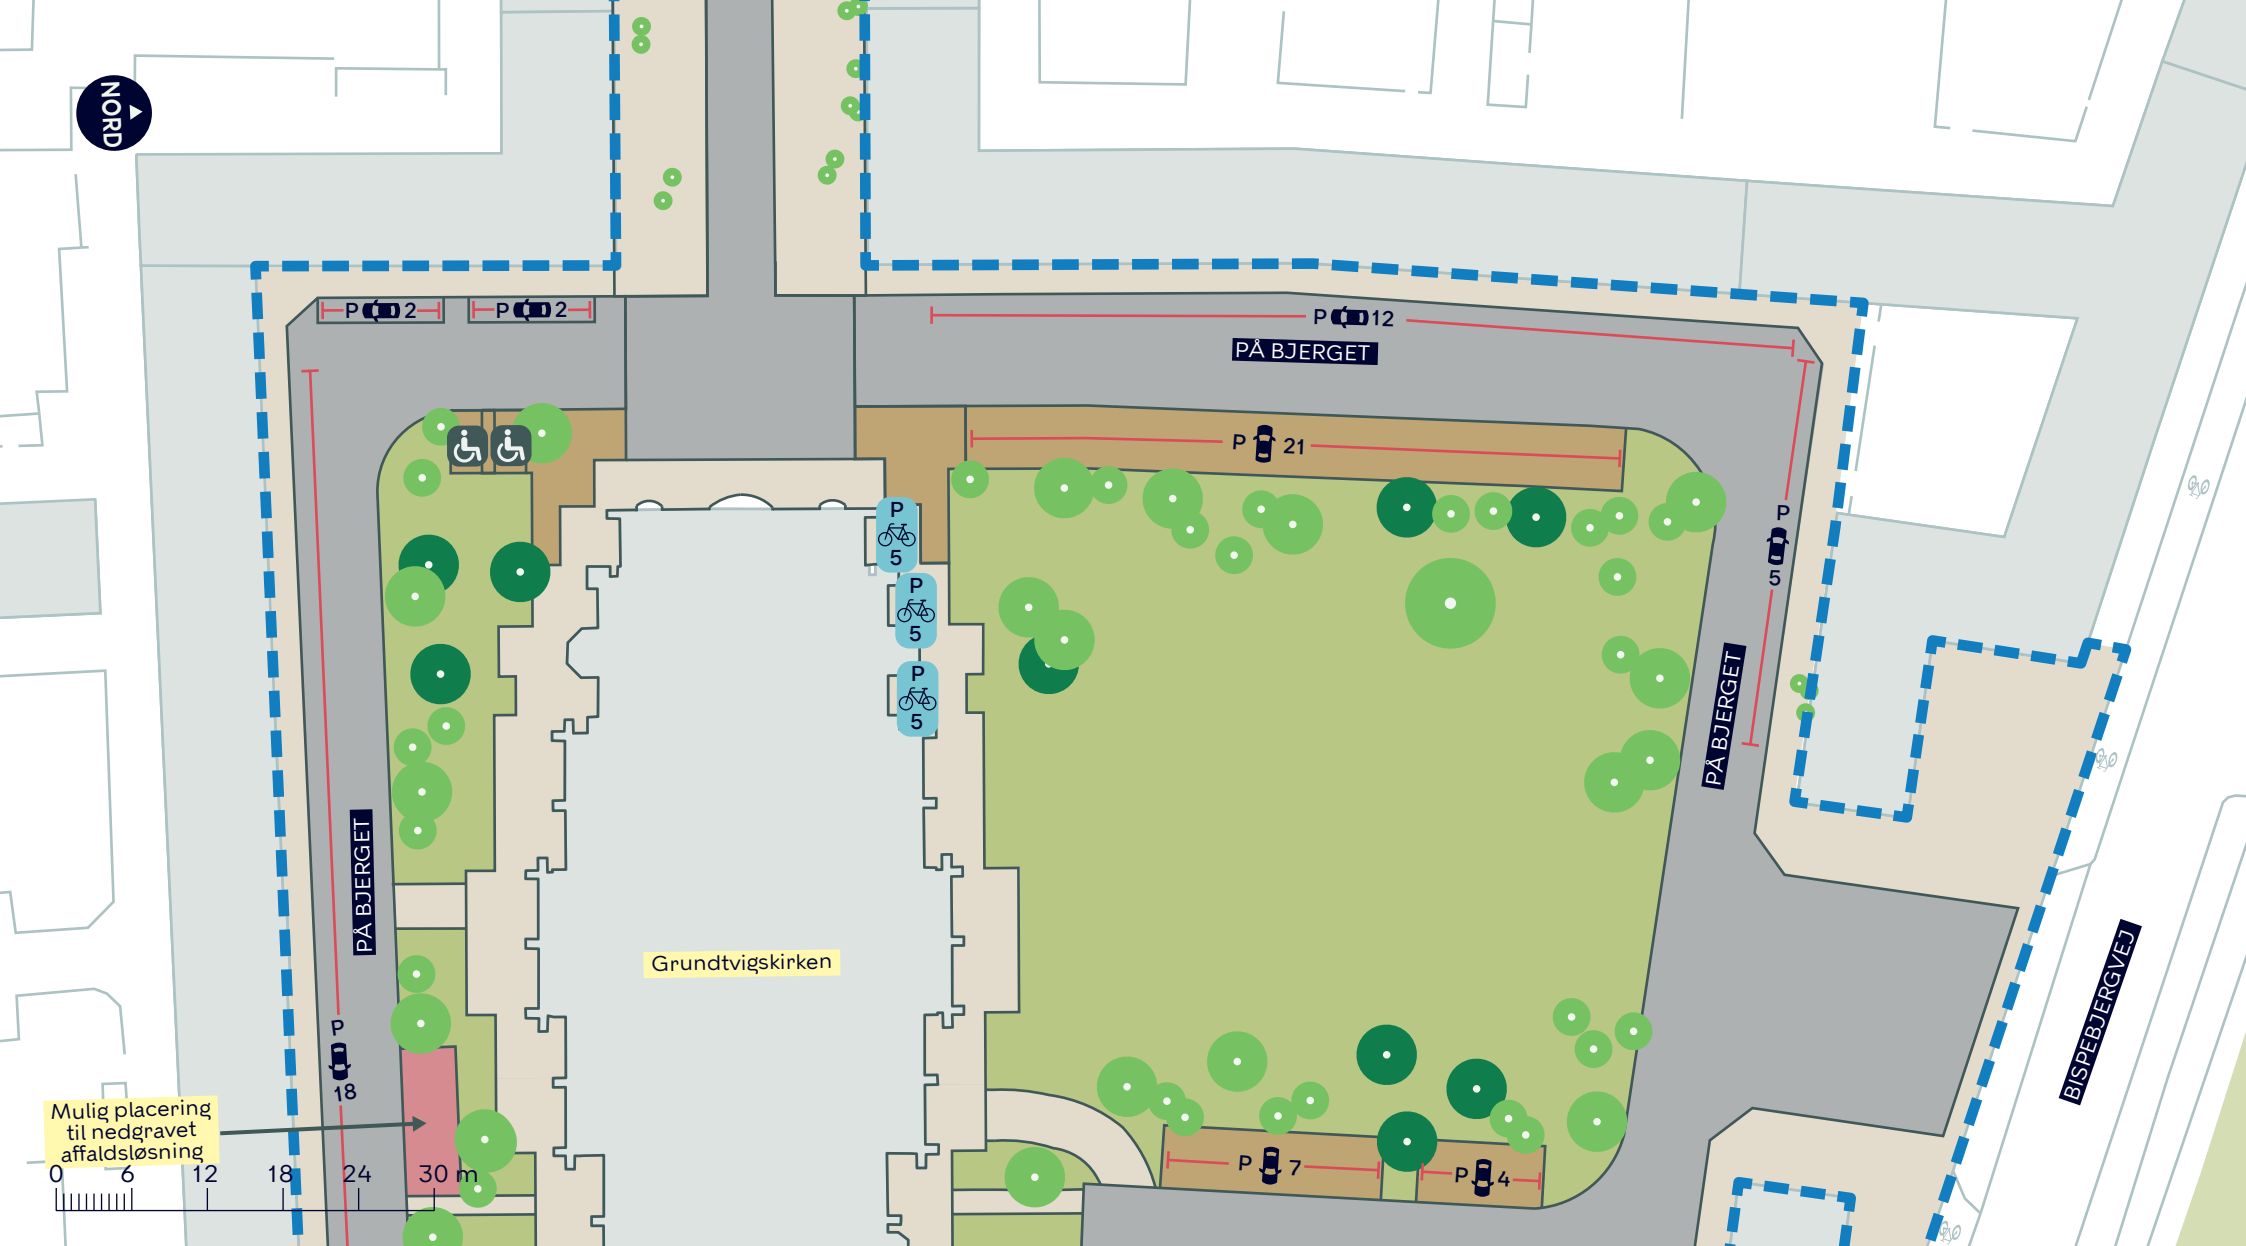 NORD
P 2
P 2
P 12
PÅ BJERGET
P 21
P
5
P
5
P
5
P
5
PÅ BJERGET
PÅ BJERGET
Grundtvigskirken
BISPEBJERGVEJ
P
18
Mulig placering
til nedgravet
affaldsløsning
0 6 12 18 24 30 m
P 7
P 4